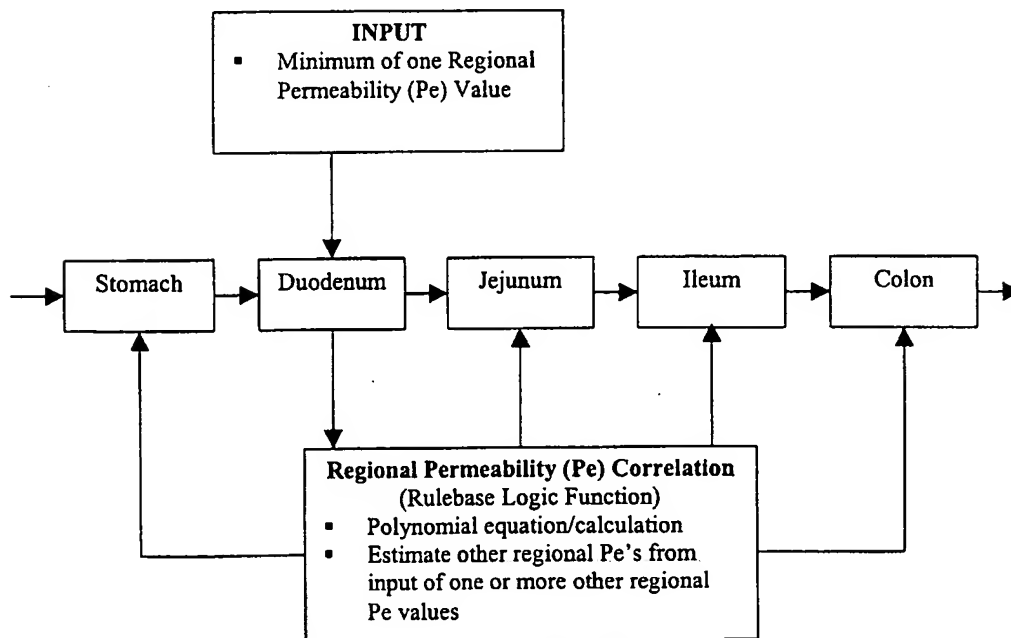 INPUT
▪ Minimum of one Regional
Permeability (Pe) Value
Stomach
Duodenum
Jejunum
Ileum
Colon
Regional Permeability (Pe) Correlation
(Rulebase Logic Function)
▪ Polynomial equation/calculation
▪ Estimate other regional Pe's from
input of one or more other regional
Pe values